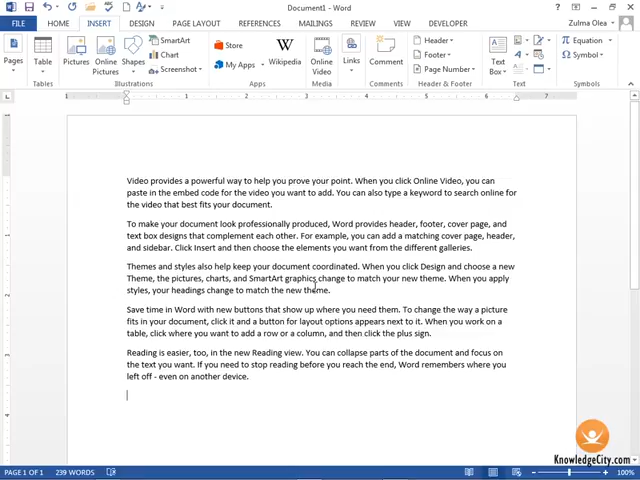 Document1 - Word
FILE HOME INSERT DESIGN PAGE LAYOUT REFERENCES MAILINGS REVIEW VIEW DEVELOPER Zulma Olea
Pages
Table
Tables
Pictures
Online Pictures
Shapes
SmartArt
Chart
Screenshot
Illustrations
Store
My Apps
Wikipedia
Apps
Online Video
Media
Links
Comment
Comments
Header
Footer
Page Number
Header & Footer
Text Box
Text
Equation
Symbol
Symbols
1 1 2 3 4 5 6 7
Video provides a powerful way to help you prove your point. When you click Online Video, you can
paste in the embed code for the video you want to add. You can also type a keyword to search online for
the video that best fits your document.
To make your document look professionally produced, Word provides header, footer, cover page, and
text box designs that complement each other. For example, you can add a matching cover page, header,
and sidebar. Click Insert and then choose the elements you want from the different galleries.
Themes and styles also help keep your document coordinated. When you click Design and choose a new
Theme, the pictures, charts, and SmartArt graphics change to match your new theme. When you apply
styles, your headings change to match the new theme.
Save time in Word with new buttons that show up where you need them. To change the way a picture
fits in your document, click it and a button for layout options appears next to it. When you work on a
table, click where you want to add a row or a column, and then click the plus sign.
Reading is easier, too, in the new Reading view. You can collapse parts of the document and focus on
the text you want. If you need to stop reading before you reach the end, Word remembers where you
left off - even on another device.
KnowledgeCity.com
PAGE 1 OF 1 239 WORDS 100%